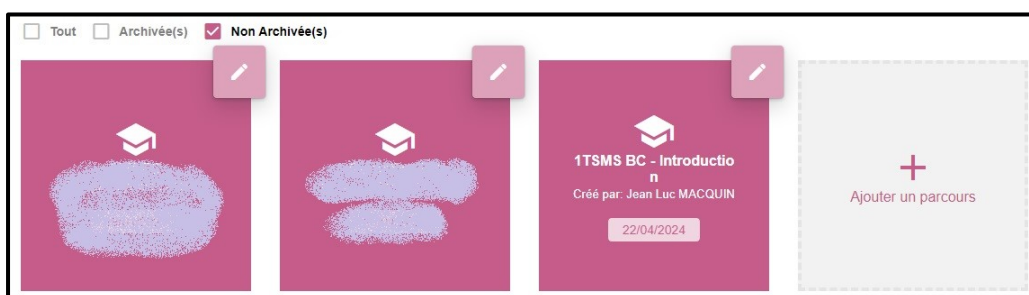 Tout Archivée(s) Non Archivée(s)
1TSMS BC - Introductio
n
Créé par: Jean Luc MACQUIN
22/04/2024
Ajouter un parcours